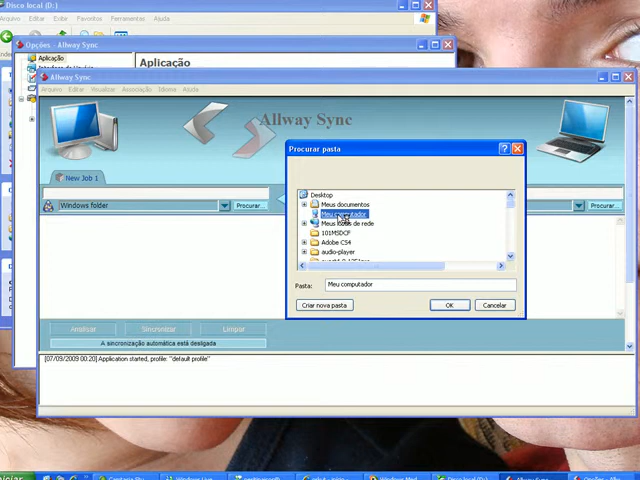 Disco local (D:)
Arquivo Editar Exibir Favoritos Ferramentas Ajuda
Opções - Allway Sync
Aplicação
Aplicação
Allway Sync
Arquivo Editar Visualizar Associação Idioma Ajuda
Allway Sync
New Job 1
Windows folder
Procurar...
Procurar...
Procurar pasta
Desktop
Meus documentos
Meu computador
Meus locais de rede
101MSDCF
Adobe CS4
audio-player
Pasta:
Meu computador
Criar nova pasta
OK
Cancelar
Analisar
Sincronizar
Limpar
A sincronização automática está desligada
[07/09/2009 00:20] Application started, profile: "default profile"
iniciar
Windows Live
Windows Med
Disco local (D:)
Allway Sync
Opções - Allw